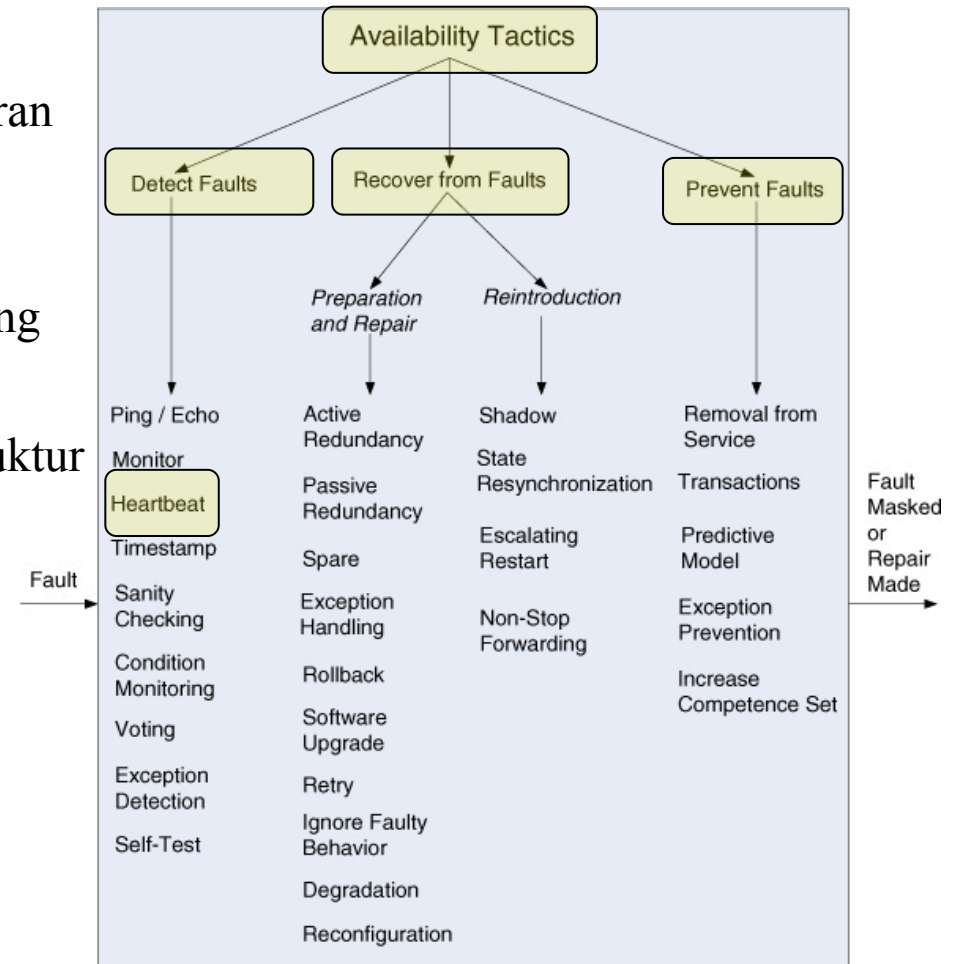 Availability Tactics
Detect Faults
Recover from Faults
Prevent Faults
Preparation
and Repair
Reintroduction
Ping / Echo
Monitor
Heartbeat
Timestamp
Sanity
Checking
Condition
Monitoring
Voting
Exception
Detection
Self-Test
Active
Redundancy
Passive
Redundancy
Spare
Exception
Handling
Rollback
Software
Upgrade
Retry
Ignore Faulty
Behavior
Degradation
Reconfiguration
Shadow
State
Resynchronization
Escalating
Restart
Non-Stop
Forwarding
Removal from
Service
Transactions
Predictive
Model
Exception
Prevention
Increase
Competence Set
Fault
Fault
Masked
or
Repair
Made